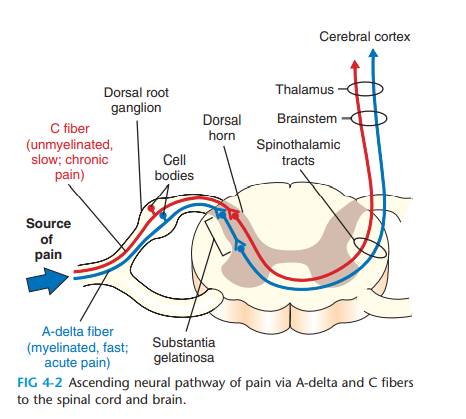 Cerebral cortex
Thalamus
Brainstem
Spinothalamic
tracts
Dorsal root
ganglion
Dorsal
horn
C fiber
(unmyelinated,
slow; chronic
pain)
Cell
bodies
Source
of
pain
A-delta fiber
(myelinated, fast;
acute pain)
Substantia
gelatinosa
FIG 4-2 Ascending neural pathway of pain via A-delta and C fibers
to the spinal cord and brain.